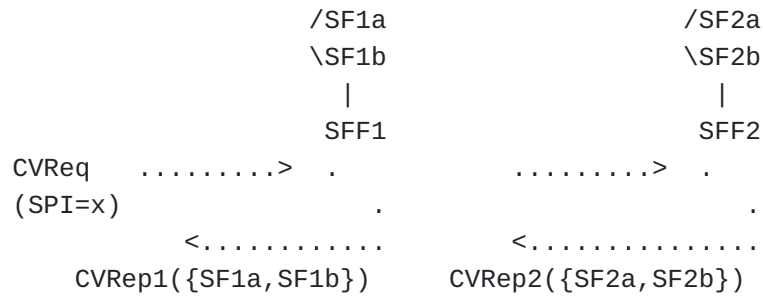 /SF1a                   /SF2a
\SF1b                   \SF2b
|                       |
SFF1                    SFF2
CVReq   .........>  .           .........>  .
(SPI=x)                .                       .
<............        <...............
CVRep1({SF1a,SF1b})     CVRep2({SF2a,SF2b})